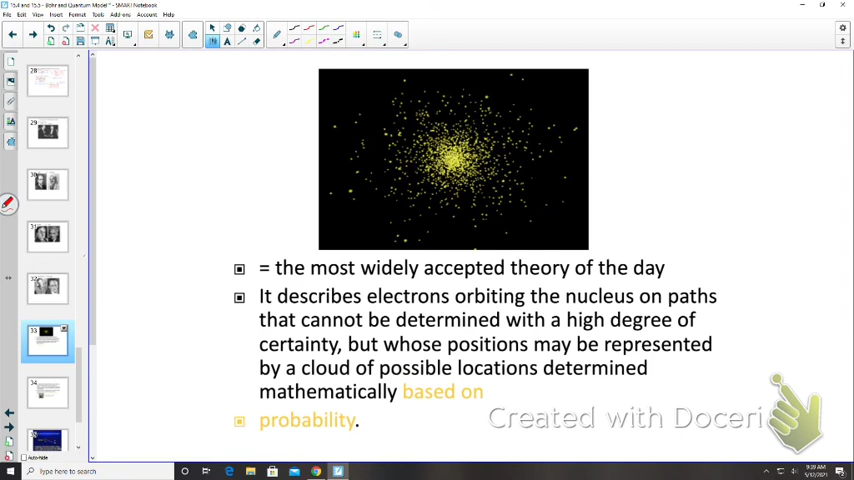 15.4 and 15.5 - Bohr and Quantum Model * - SMART Notebook
File Edit View Insert Format Tools Add-ons Account Help
28
29
30
31
32
33
34
Auto-hide
= the most widely accepted theory of the day
It describes electrons orbiting the nucleus on paths
that cannot be determined with a high degree of
certainty, but whose positions may be represented
by a cloud of possible locations determined
mathematically based on
probability.
Created with Doceri
Type here to search
9:39 AM
5/12/2021